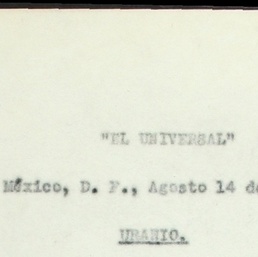 "EL UNIVERSAL"
México, D. F., Agosto 14 de
URANIO.